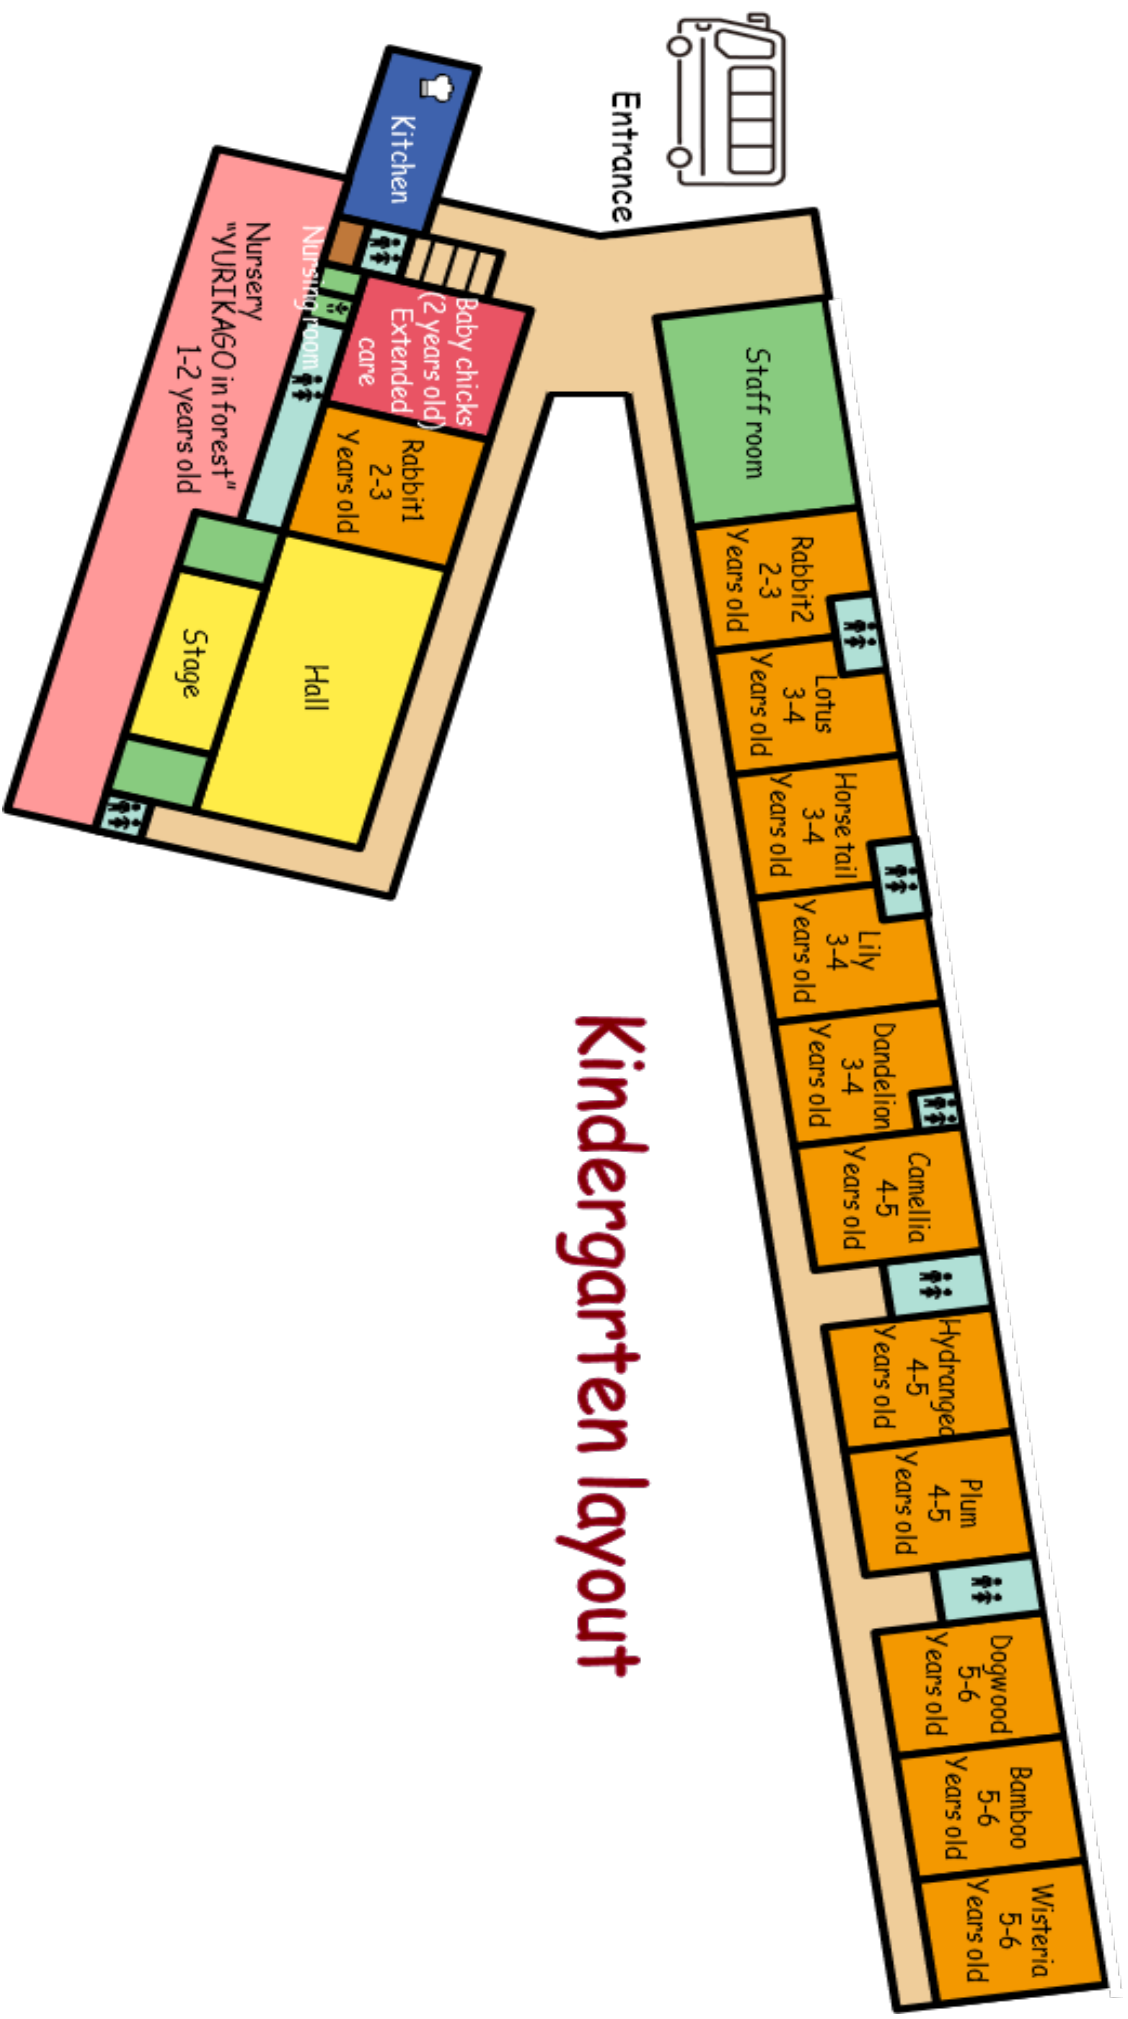 Entrance
Kitchen
Nursing room
Nursery
"YURIKAGO in forest"
1-2 years old
Baby chicks
(2 years old)
Extended
care
Rabbit1
2-3
Years old
Hall
Stage
Staff room
Rabbit2
2-3
Years old
Lotus
3-4
Years old
Horse tail
3-4
Years old
Lily
3-4
Years old
Dandelion
3-4
Years old
Camellia
4-5
Years old
Hydrangea
4-5
Years old
Plum
4-5
Years old
Dogwood
5-6
Years old
Bamboo
5-6
Years old
Wisteria
5-6
Years old
Kindergarten layout